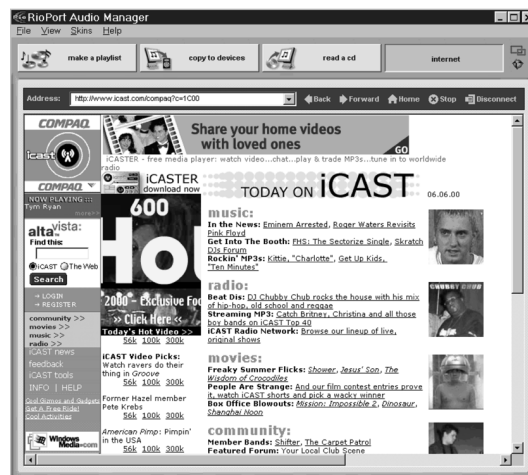 RioPort Audio Manager
File View Skins Help
make a playlist
copy to devices
read a cd
internet
Address: http://www.icast.com/compaq?c=1C00
Back Forward Home Stop Disconnect
COMPAQ
icast
COMPAQ
NOW PLAYING :::
Tym Ryan
more>>
alta vista:
Find this:
iCAST The Web
Search
→ LOGIN
→ REGISTER
community >>
movies >>
music >>
radio >>
iCAST news
feedback
iCAST tools
INFO | HELP
Cool Gizmos and Gadgets
Get A Free Ride!
Cool Activities
Windows
Media.com
Share your home videos
with loved ones
GO
iCASTER - free media player: watch video...chat...play & trade MP3s...tune in to worldwide
radio
iCASTER
download now
TODAY ON iCAST
06.06.00
600
Hou
'2000 - Exclusive Foo
>> Click Here <<
Today's Hot Video >>
56k 100k 300k
iCAST Video Picks:
Watch ravers do their
thing in Groove
56k 100k 300k
Former Hazel member
Pete Krebs
56k 100k 300k
American Pimp: Pimpin'
in the USA
56k 100k 300k
music:
In the News: Eminem Arrested, Roger Waters Revisits
Pink Floyd
Get Into The Booth: FHS: The Sectorize Single, Skratch
DJs Forum
Rockin' MP3s: Kittie, "Charlotte", Get Up Kids,
"Ten Minutes"
radio:
Beat Dis: DJ Chubby Chub rocks the house with his mix
of hip-hop, old school and reggae
Streaming MP3: Catch Britney, Christina and all those
boy bands on iCAST Top 40
iCAST Radio Network: Browse our lineup of live,
original shows
CHUBBY CHUB
movies:
Freaky Summer Flicks: Shower, Jesus' Son, The
Wisdom of Crocodiles
People Are Strange: And our film contest entries prove
it, watch iCAST shorts and pick a wacky winner
Box Office Blowouts: Mission: Impossible 2, Dinosaur,
Shanghai Noon
community:
Member Bands: Shifter, The Carpet Patrol
Featured Forum: Your Local Club Scene